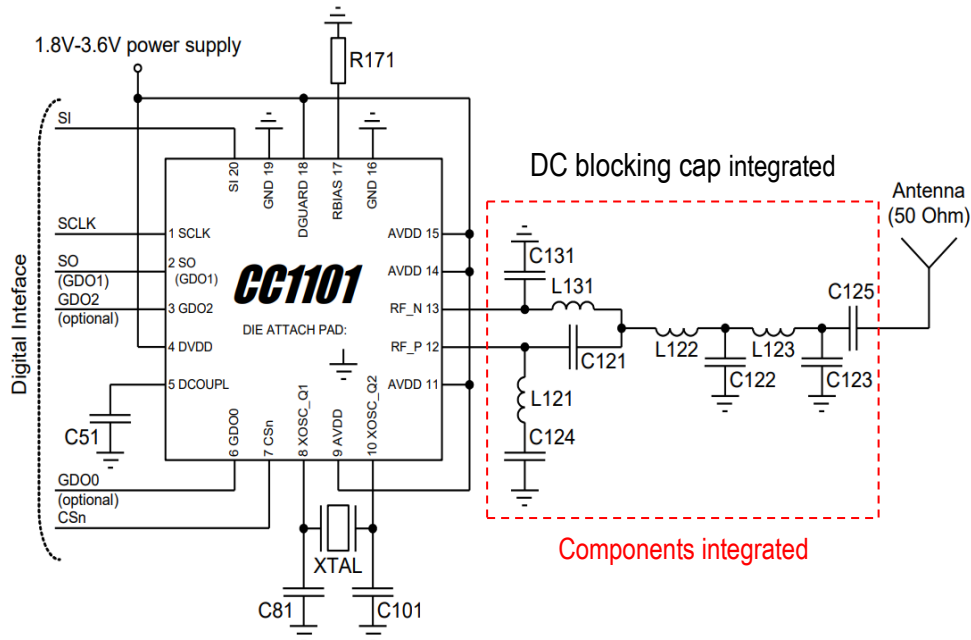 1.8V-3.6V power supply
R171
SI
SI 20
GND 19
DGUARD 18
RBIAS 17
GND 16
DC blocking cap integrated
Antenna
(50 Ohm)
Digital Inteface
SCLK
1 SCLK
SO
(GDO1)
2 SO
(GDO1)
GDO2
(optional)
3 GDO2
4 DVDD
5 DCOUPL
CC1101
DIE ATTACH PAD:
AVDD 15
AVDD 14
RF_N 13
RF_P 12
AVDD 11
C131
L131
C121
L121
C124
L122
C122
L123
C123
C125
C51
6 GDO0
7 CSn
8 XOSC_Q1
9 AVDD
10 XOSC_Q2
GDO0
(optional)
CSn
XTAL
C81
C101
Components integrated